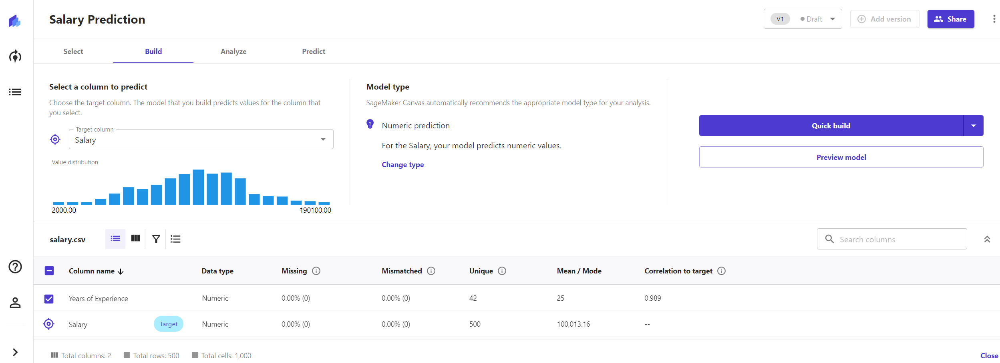 Salary Prediction
V1 Draft
Add version
Share
Select Build Analyze Predict
Select a column to predict
Choose the target column. The model that you build predicts values for the column that
you select.
Target column
Salary
Value distribution
2000.00 190100.00
Model type
SageMaker Canvas automatically recommends the appropriate model type for your analysis.
Numeric prediction
For the Salary, your model predicts numeric values.
Change type
Quick build
Preview model
salary.csv
1
2
3
Search columns
Column name Data type Missing Mismatched Unique Mean / Mode Correlation to target
Years of Experience Numeric 0.00% (0) 0.00% (0) 42 25 0.989
Salary Target Numeric 0.00% (0) 0.00% (0) 500 100,013.16 --
Total columns: 2 Total rows: 500 Total cells: 1,000
Close